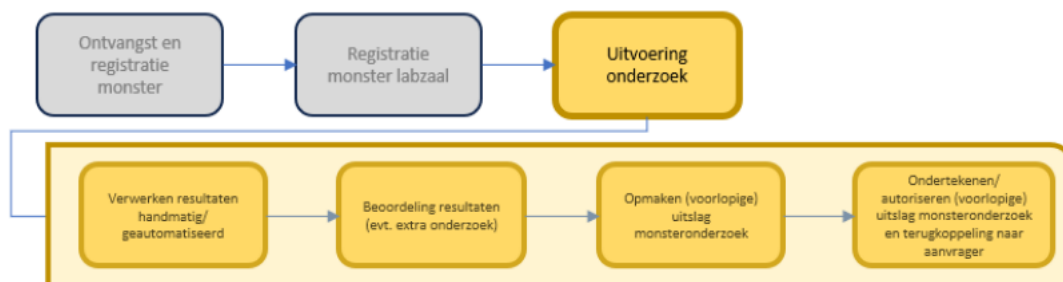 Ontvangst en
registratie
monster
Registratie
monster labzaal
Uitvoering
onderzoek
Verwerken resultaten
handmatig/
geautomatiseerd
Beoordeling resultaten
(evt. extra onderzoek)
Opmaken (voorlopige)
uitslag
monsteronderzoek
Ondertekenen/
autoriseren (voorlopige)
uitslag monsteronderzoek
en terugkoppeling naar
aanvrager